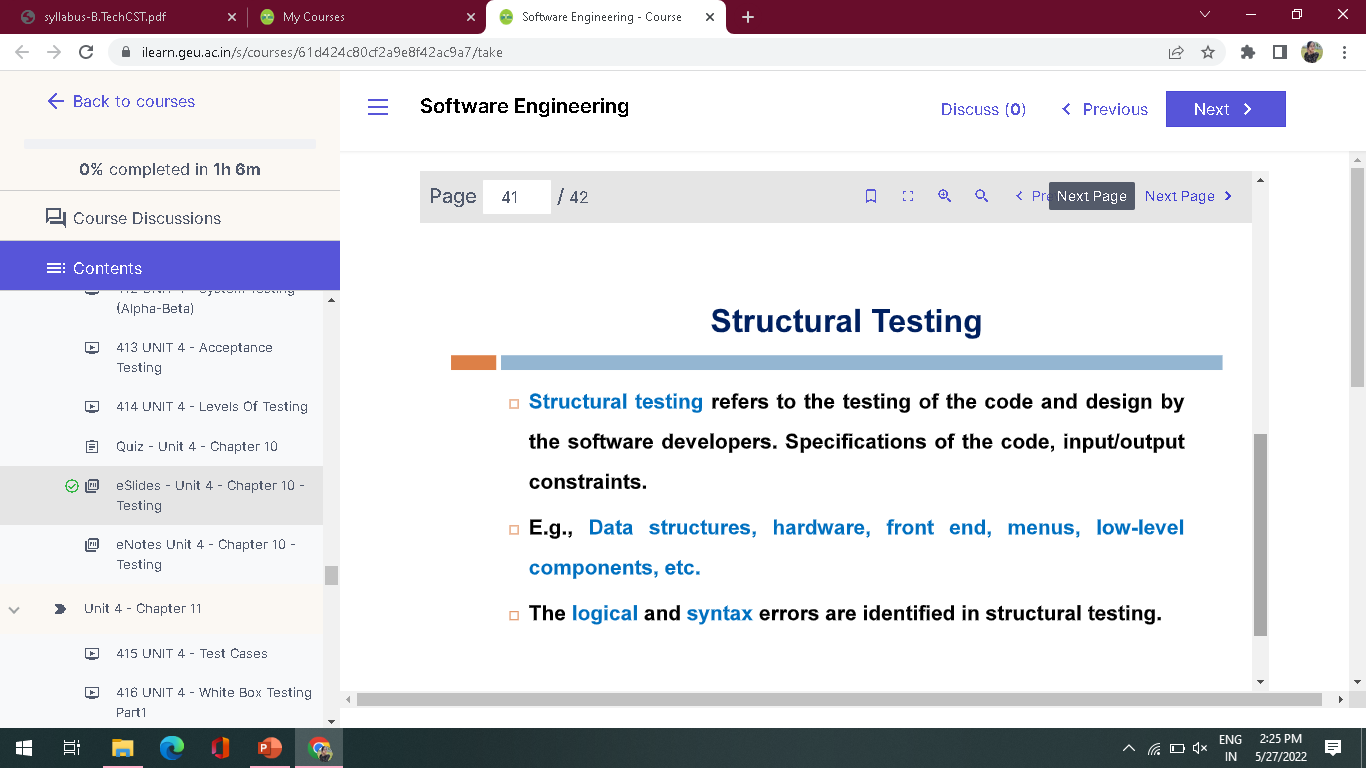 syllabus-B.TechCST.pdf
My Courses
Software Engineering - Course
ilearn.geu.ac.in/s/courses/61d424c80cf2a9e8f42ac9a7/take
Back to courses
0% completed in 1h 6m
Course Discussions
Contents
412 UNIT 4 - System Testing
(Alpha-Beta)
413 UNIT 4 - Acceptance
Testing
414 UNIT 4 - Levels Of Testing
Quiz - Unit 4 - Chapter 10
eSlides - Unit 4 - Chapter 10 -
Testing
eNotes Unit 4 - Chapter 10 -
Testing
Unit 4 - Chapter 11
415 UNIT 4 - Test Cases
416 UNIT 4 - White Box Testing
Part1
Software Engineering
Discuss (0)
Previous
Next
Page 41 / 42
Pre
Next Page
Next Page
Structural Testing
Structural testing refers to the testing of the code and design by
the software developers. Specifications of the code, input/output
constraints.
E.g., Data structures, hardware, front end, menus, low-level
components, etc.
The logical and syntax errors are identified in structural testing.
ENG
IN
2:25 PM
5/27/2022